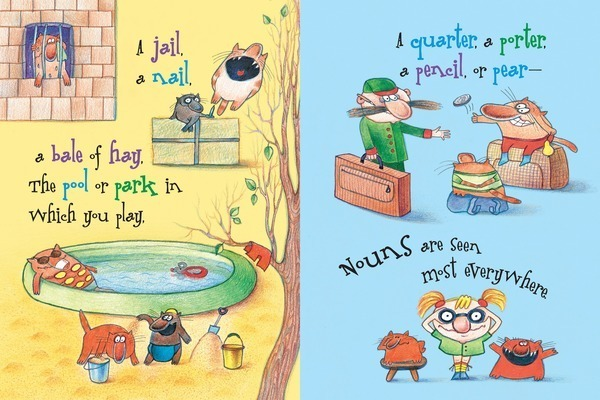 A jail,
a nail,
a bale of hay,
The pool or park in
which you play,
A quarter, a porter,
a pencil, or pear—
Nouns are seen
most everywhere.